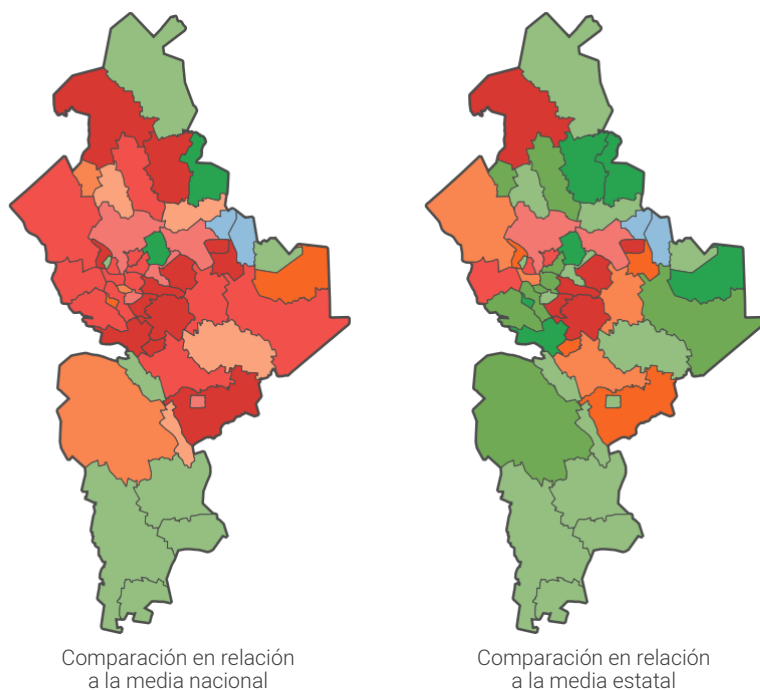 Comparación en relación
a la media nacional
Comparación en relación
a la media estatal